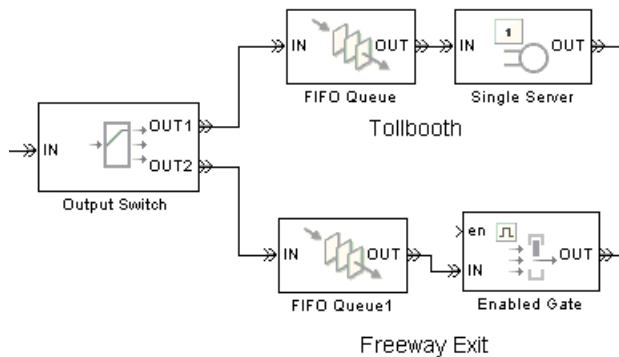 IN
OUT
FIFO Queue
IN
1
OUT
Single Server
Tollbooth
IN
OUT1
OUT2
Output Switch
IN
OUT
FIFO Queue1
en
IN
OUT
Enabled Gate
Freeway Exit